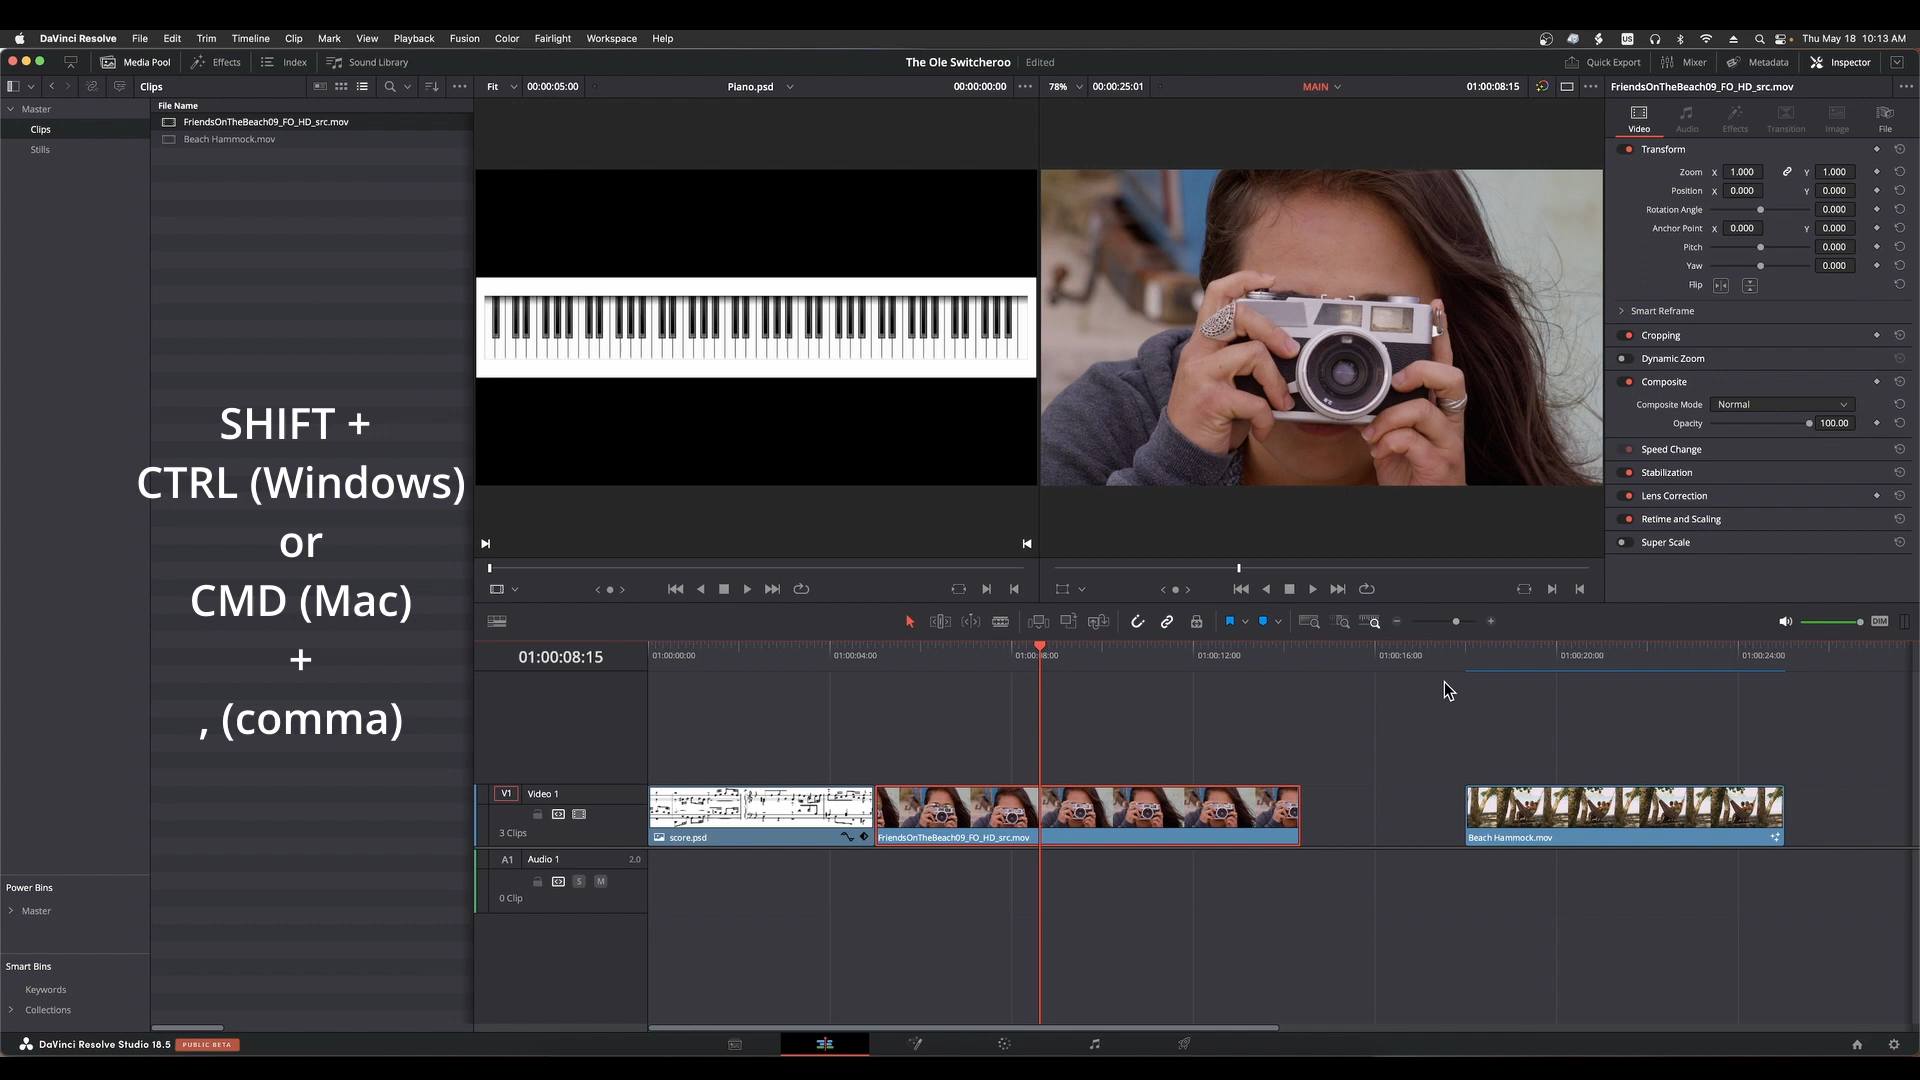 DaVinci Resolve File Edit Trim Timeline Clip Mark View Playback Fusion Color Fairlight Workspace Help US Thu May 18 10:13 AM
Media Pool Effects Index Sound Library The Ole Switcheroo Edited Quick Export Mixer Metadata Inspector
Clips Fit 00:00:05:00 Piano.psd 00:00:00:00 78% 00:00:25:01 MAIN 01:00:08:15 FriendsOnTheBeach09_FO_HD_src.mov
Master
Clips
Stills
File Name
FriendsOnTheBeach09_FO_HD_src.mov
Beach Hammock.mov
Video Audio Effects Transition Image File
Transform
Zoom X 1.000 Y 1.000
Position X 0.000 Y 0.000
Rotation Angle 0.000
Anchor Point X 0.000 Y 0.000
Pitch 0.000
Yaw 0.000
Flip
Smart Reframe
Cropping
Dynamic Zoom
Composite
Composite Mode Normal
Opacity 100.00
Speed Change
Stabilization
Lens Correction
Retime and Scaling
Super Scale
SHIFT +
CTRL (Windows)
or
CMD (Mac)
+
, (comma)
DIM
01:00:08:15 01:00:00:00 01:00:04:00 01:00:08:00 01:00:12:00 01:00:16:00 01:00:20:00 01:00:24:00
V1 Video 1
3 Clips
score.psd FriendsOnTheBeach09_FO_HD_src.mov Beach Hammock.mov
A1 Audio 1 2.0
S M
0 Clip
Power Bins
Master
Smart Bins
Keywords
Collections
DaVinci Resolve Studio 18.5 PUBLIC BETA